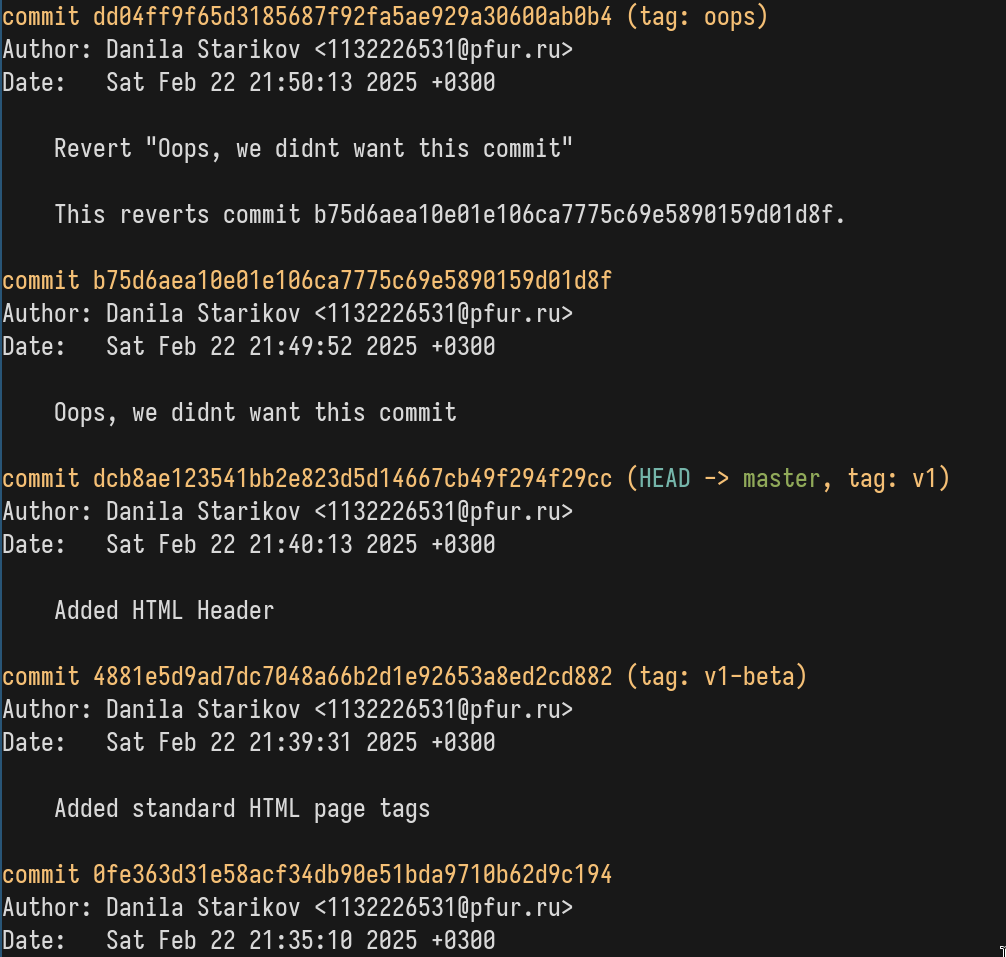 commit dd04ff9f65d3185687f92fa5ae929a30600ab0b4 (tag: oops)
Author: Danila Starikov <1132226531@pfur.ru>
Date:   Sat Feb 22 21:50:13 2025 +0300

    Revert "Oops, we didnt want this commit"

    This reverts commit b75d6aea10e01e106ca7775c69e5890159d01d8f.

commit b75d6aea10e01e106ca7775c69e5890159d01d8f
Author: Danila Starikov <1132226531@pfur.ru>
Date:   Sat Feb 22 21:49:52 2025 +0300

    Oops, we didnt want this commit

commit dcb8ae123541bb2e823d5d14667cb49f294f29cc (HEAD -> master, tag: v1)
Author: Danila Starikov <1132226531@pfur.ru>
Date:   Sat Feb 22 21:40:13 2025 +0300

    Added HTML Header

commit 4881e5d9ad7dc7048a66b2d1e92653a8ed2cd882 (tag: v1-beta)
Author: Danila Starikov <1132226531@pfur.ru>
Date:   Sat Feb 22 21:39:31 2025 +0300

    Added standard HTML page tags

commit 0fe363d31e58acf34db90e51bda9710b62d9c194
Author: Danila Starikov <1132226531@pfur.ru>
Date:   Sat Feb 22 21:35:10 2025 +0300